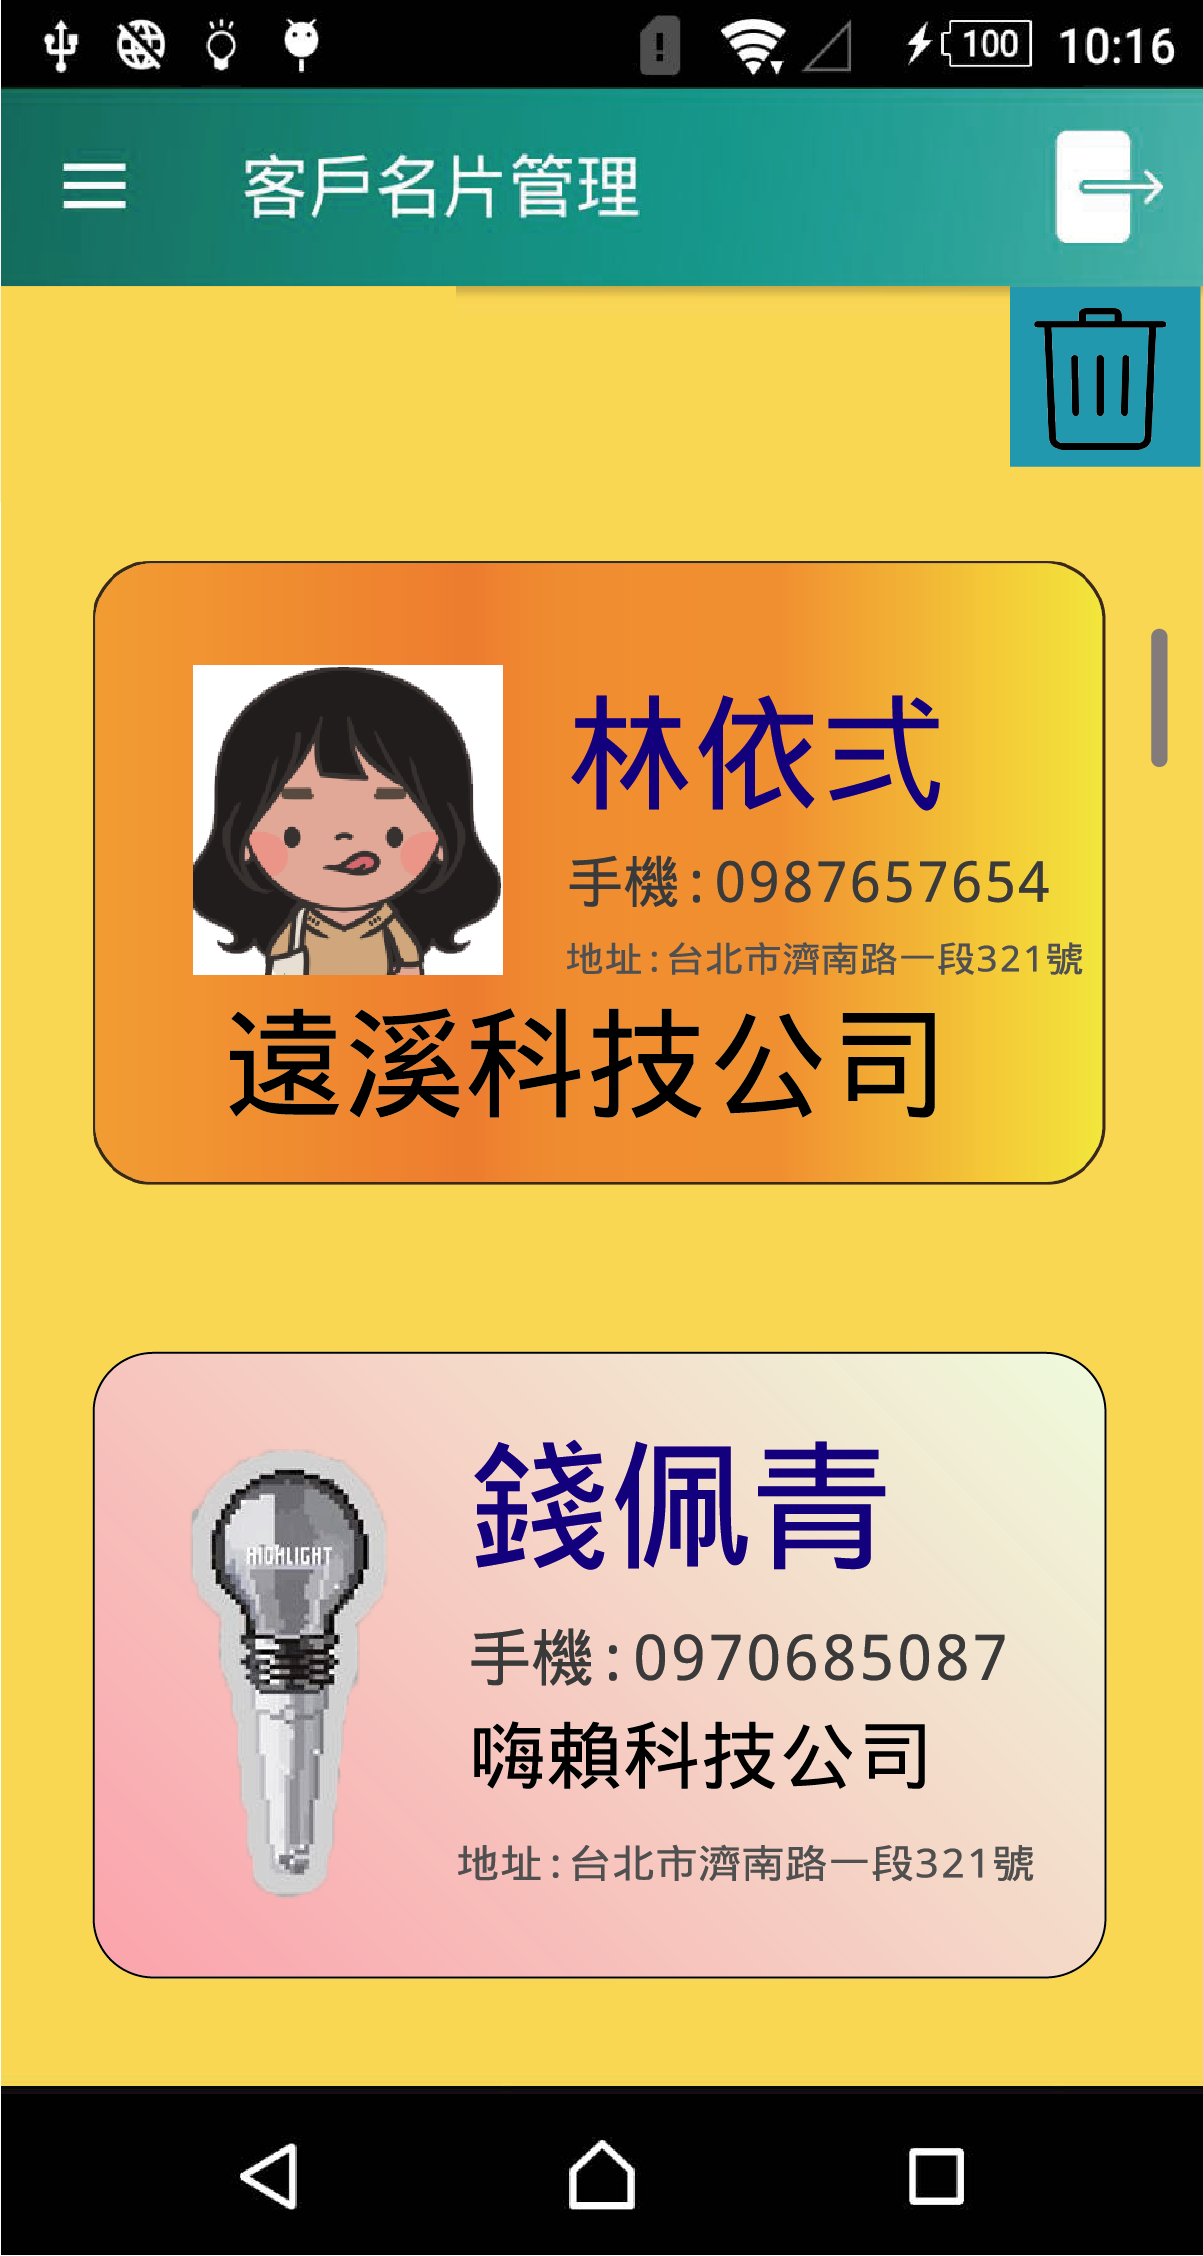 100 10:16
客戶名片管理
林依弍
手機:0987657654
地址:台北市濟南路一段321號
遠溪科技公司
HIGHLIGHT
錢佩青
手機:0970685087
嗨賴科技公司
地址:台北市濟南路一段321號